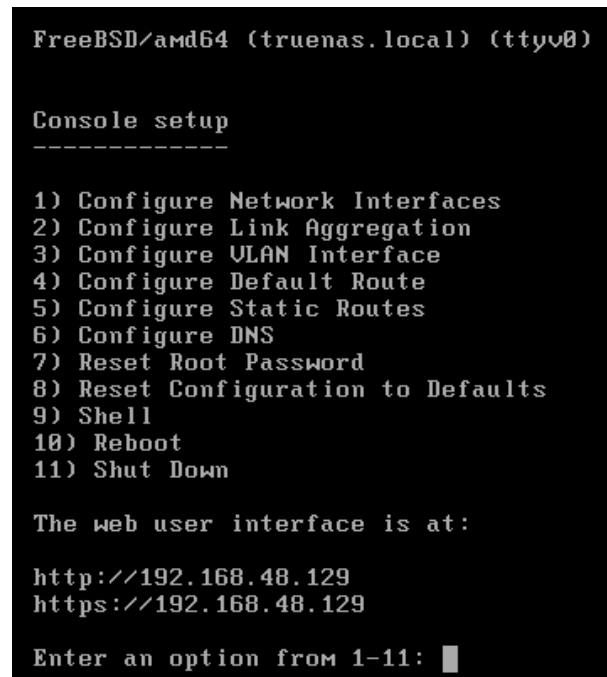 FreeBSD/amd64 (truenas.local) (ttyv0)
Console setup
-------------
1) Configure Network Interfaces
2) Configure Link Aggregation
3) Configure VLAN Interface
4) Configure Default Route
5) Configure Static Routes
6) Configure DNS
7) Reset Root Password
8) Reset Configuration to Defaults
9) Shell
10) Reboot
11) Shut Down
The web user interface is at:
http://192.168.48.129
https://192.168.48.129
Enter an option from 1-11: